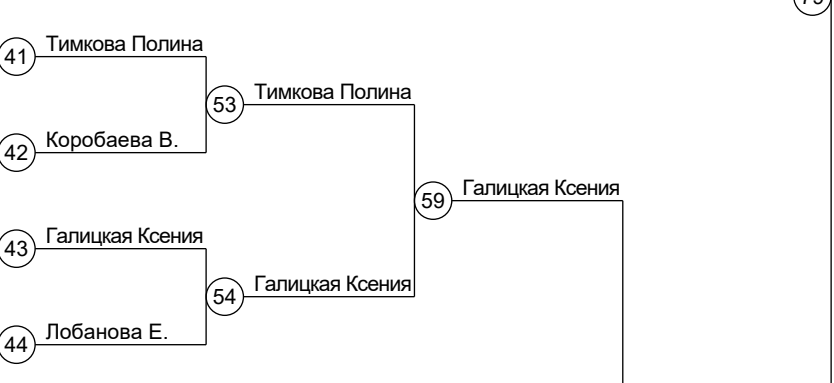 41 Тимкова Полина
53 Тимкова Полина
42 Коробаева В.
59 Галицкая Ксения
43 Галицкая Ксения
54 Галицкая Ксения
44 Лобанова Е.